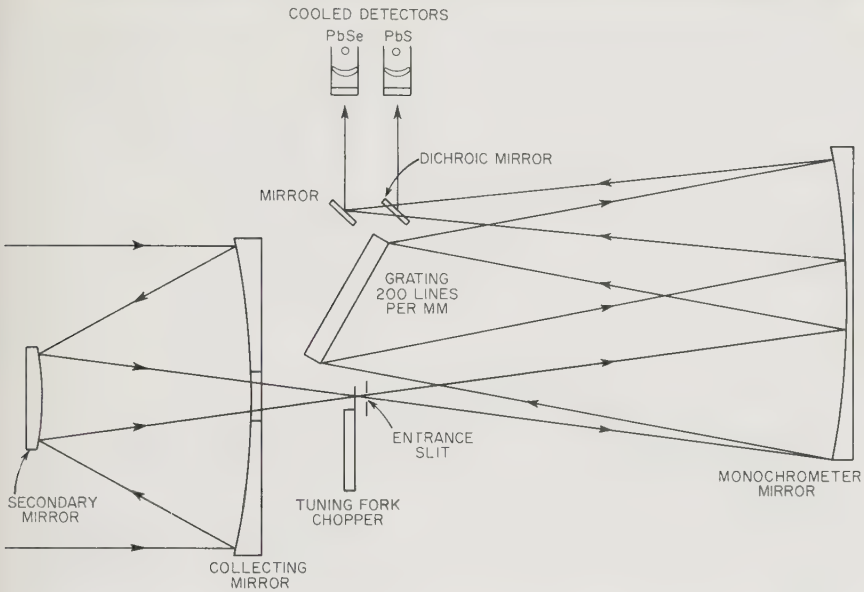 COOLED DETECTORS
PbSe PbS
DICHROIC MIRROR
MIRROR
GRATING
200 LINES
PER MM
ENTRANCE
SLIT
SECONDARY
MIRROR
TUNING FORK
CHOPPER
MONOCHROMETER
MIRROR
COLLECTING
MIRROR